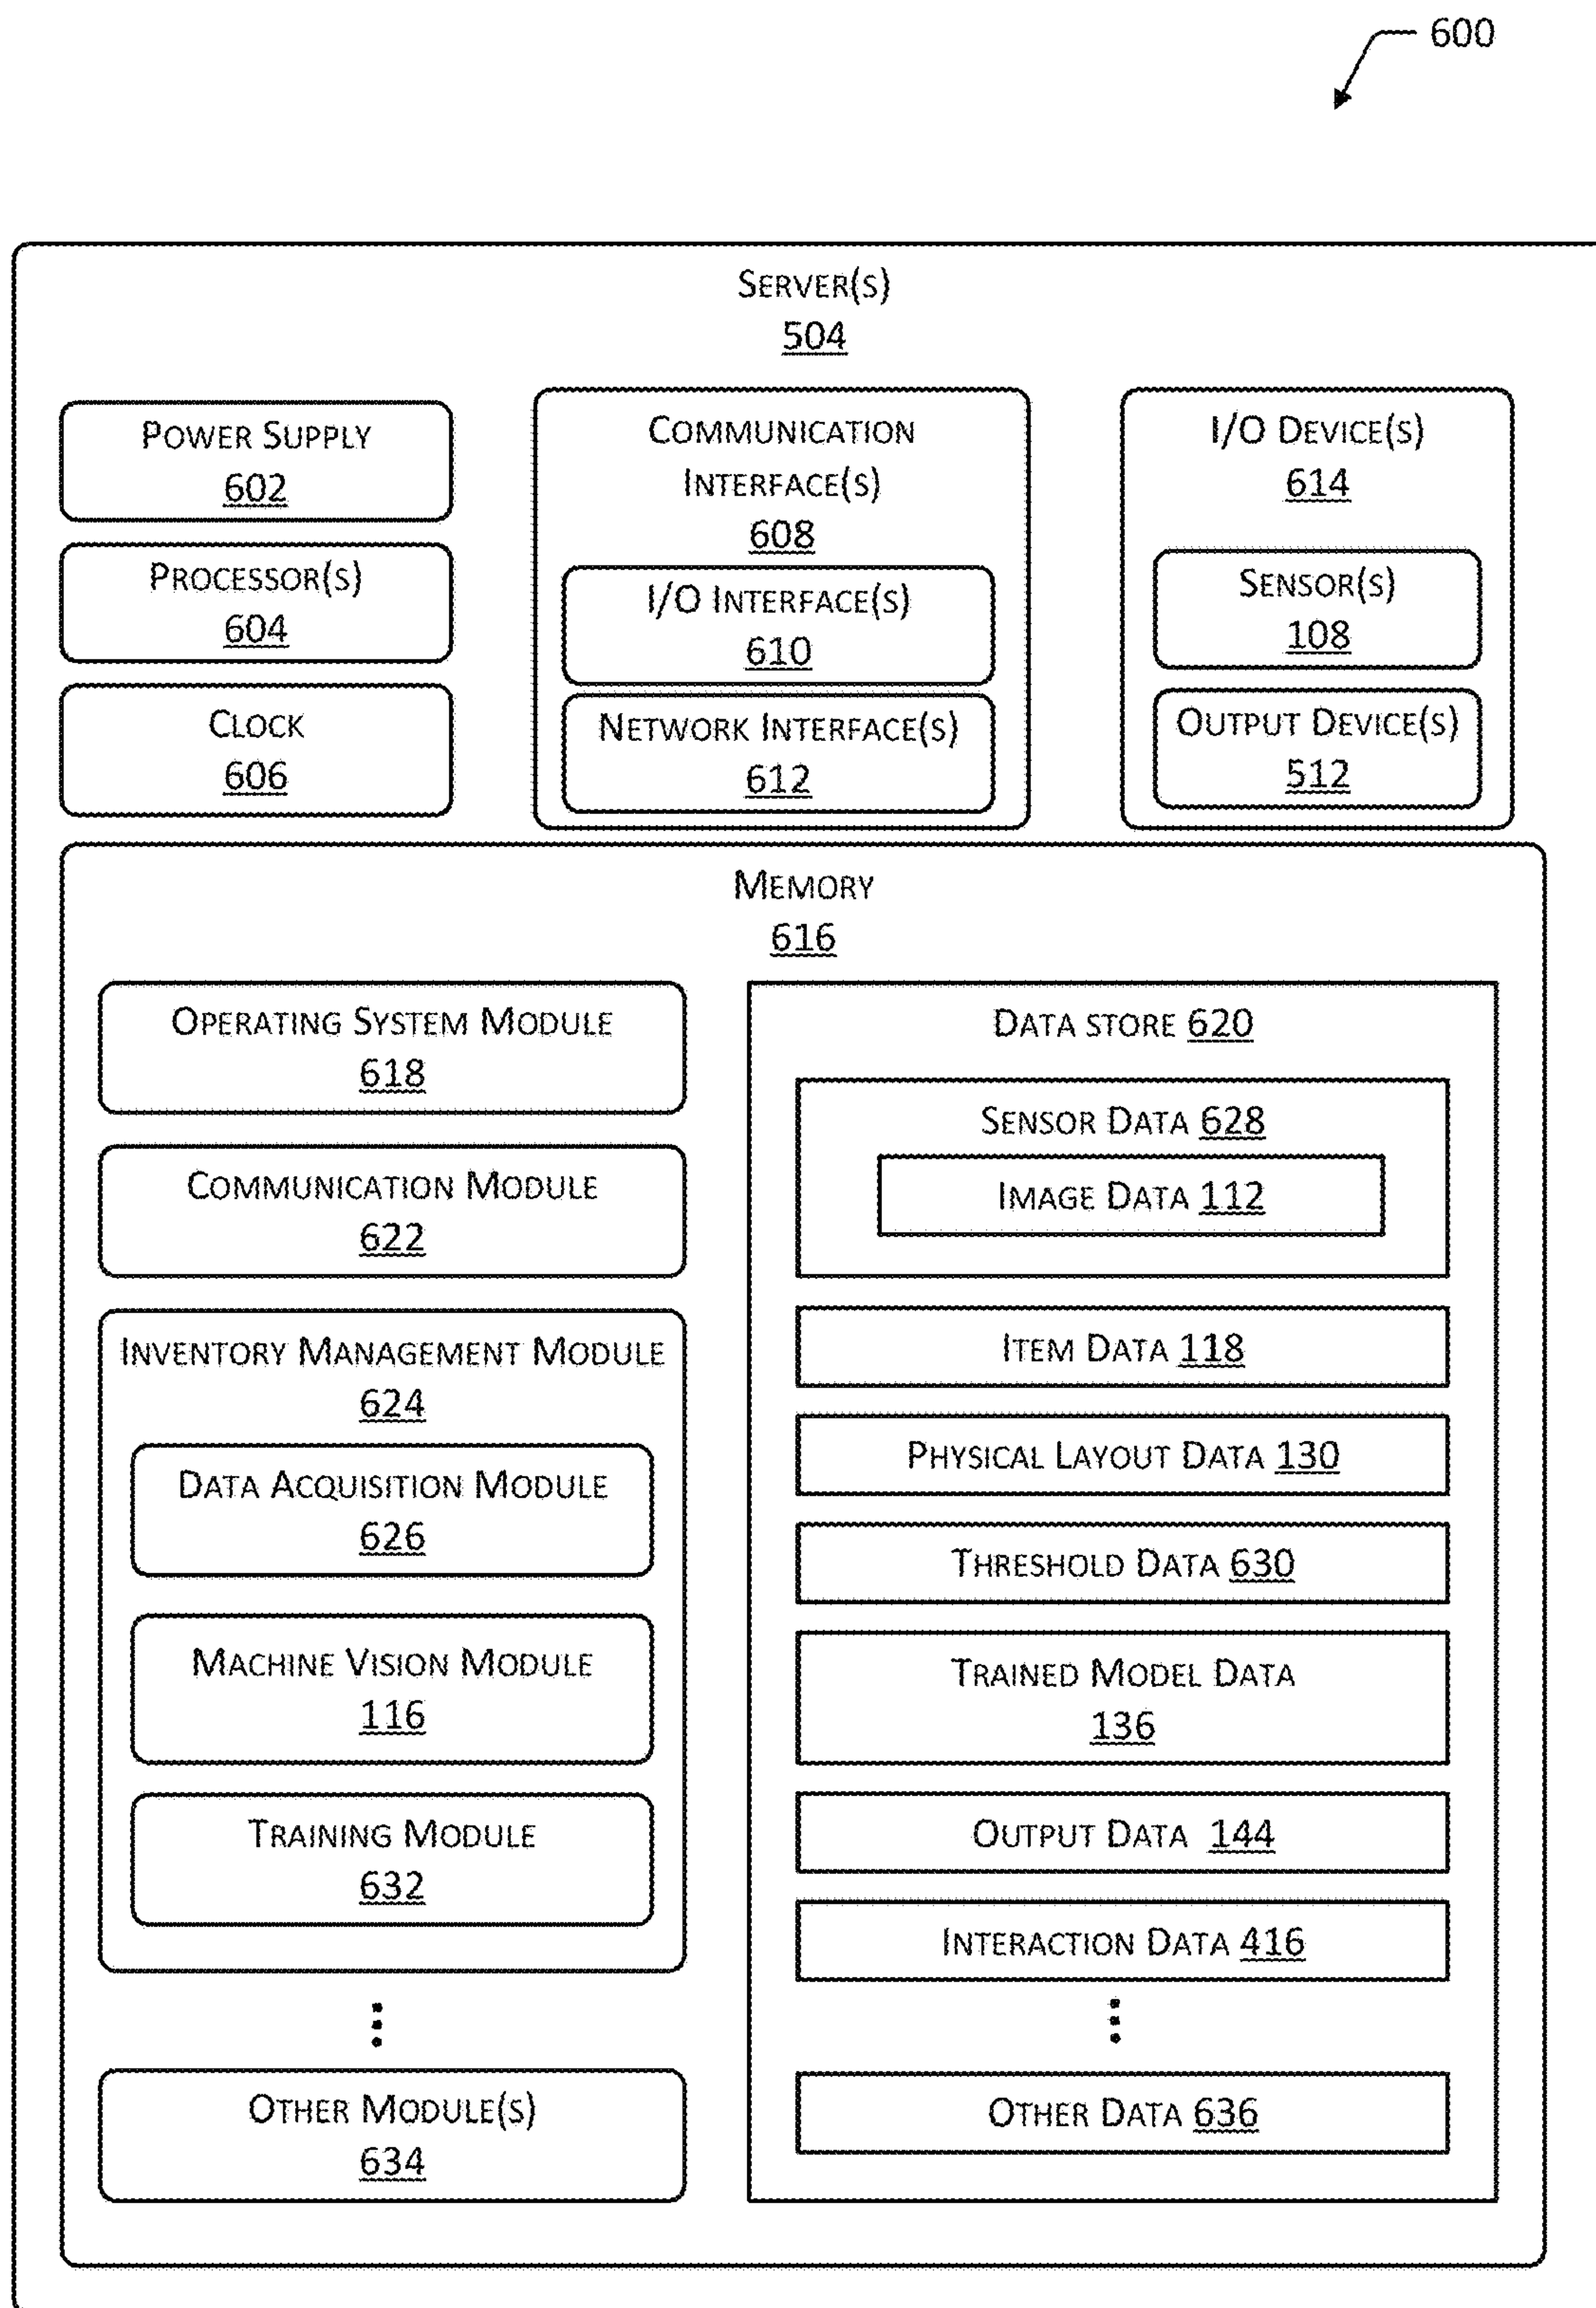 600
SERVER(S)
504
POWER SUPPLY
602
PROCESSOR(S)
604
CLOCK
606
COMMUNICATION
INTERFACE(S)
608
I/O INTERFACE(S)
610
NETWORK INTERFACE(S)
612
I/O DEVICE(S)
614
SENSOR(S)
108
OUTPUT DEVICE(S)
512
MEMORY
616
OPERATING SYSTEM MODULE
618
COMMUNICATION MODULE
622
INVENTORY MANAGEMENT MODULE
624
DATA ACQUISITION MODULE
626
MACHINE VISION MODULE
116
TRAINING MODULE
632
OTHER MODULE(S)
634
DATA STORE 620
SENSOR DATA 628
IMAGE DATA 112
ITEM DATA 118
PHYSICAL LAYOUT DATA 130
THRESHOLD DATA 630
TRAINED MODEL DATA
136
OUTPUT DATA 144
INTERACTION DATA 416
OTHER DATA 636